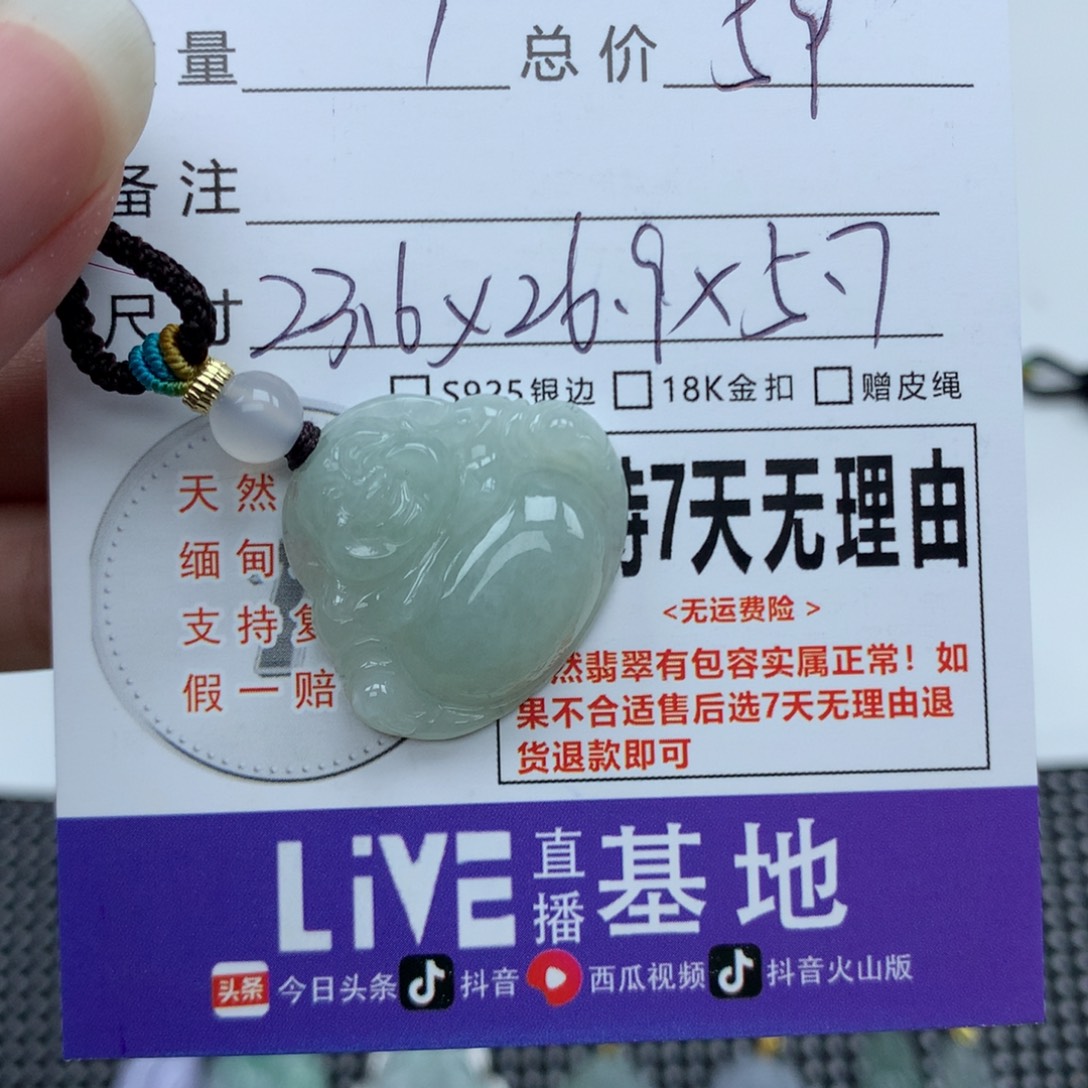 量 1 总价 59
备注
尺寸 23.6x26.9x5.7
S925银边 18K金扣 赠皮绳
天然
缅甸
支持复
假一赔
持7天无理由
<无运费险 >
然翡翠有包容实属正常！如
果不合适售后选7天无理由退
货退款即可
LiVE 直播 基地
头条 今日头条 抖音 西瓜视频 抖音火山版